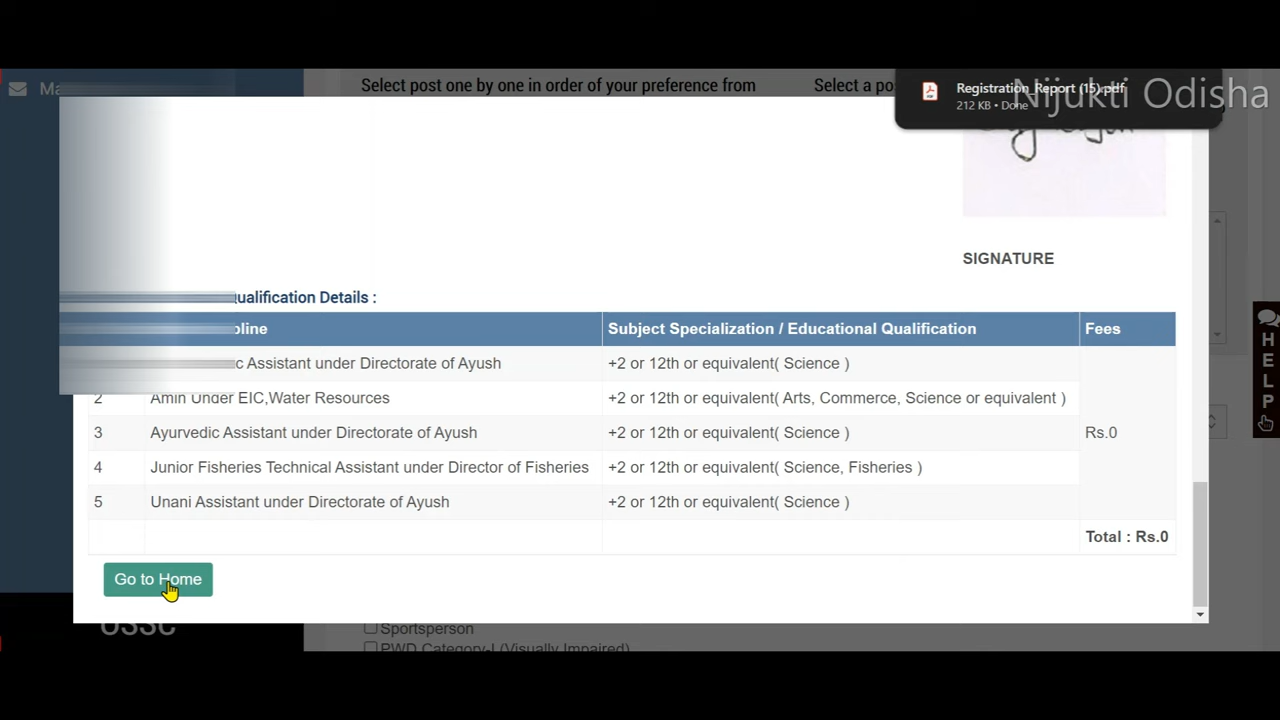 Select post one by one in order of your preference from
Select a po
Registration_Report (15).pdf
212 KB • Done
Nijukti Odisha
SIGNATURE
ualification Details :
oline
Subject Specialization / Educational Qualification
Fees
c Assistant under Directorate of Ayush
+2 or 12th or equivalent( Science )
2
Amin Under EIC,Water Resources
+2 or 12th or equivalent( Arts, Commerce, Science or equivalent )
3
Ayurvedic Assistant under Directorate of Ayush
+2 or 12th or equivalent( Science )
Rs.0
4
Junior Fisheries Technical Assistant under Director of Fisheries
+2 or 12th or equivalent( Science, Fisheries )
5
Unani Assistant under Directorate of Ayush
+2 or 12th or equivalent( Science )
Total : Rs.0
Go to Home
Sportsperson
PWD Category-I (Visually Impaired)
HELP